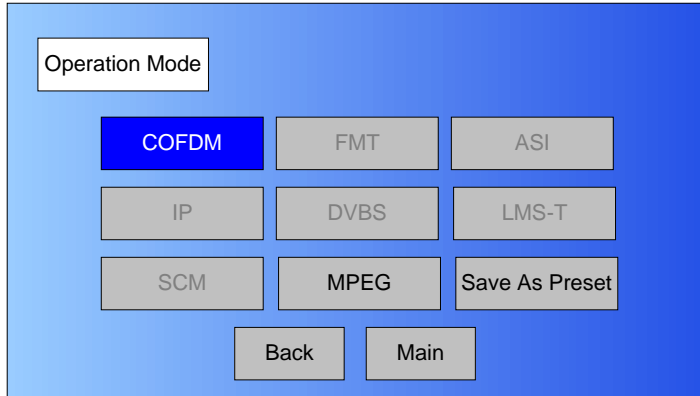 Operation Mode
COFDM
FMT
ASI
IP
DVBS
LMS-T
SCM
MPEG
Save As Preset
Back
Main